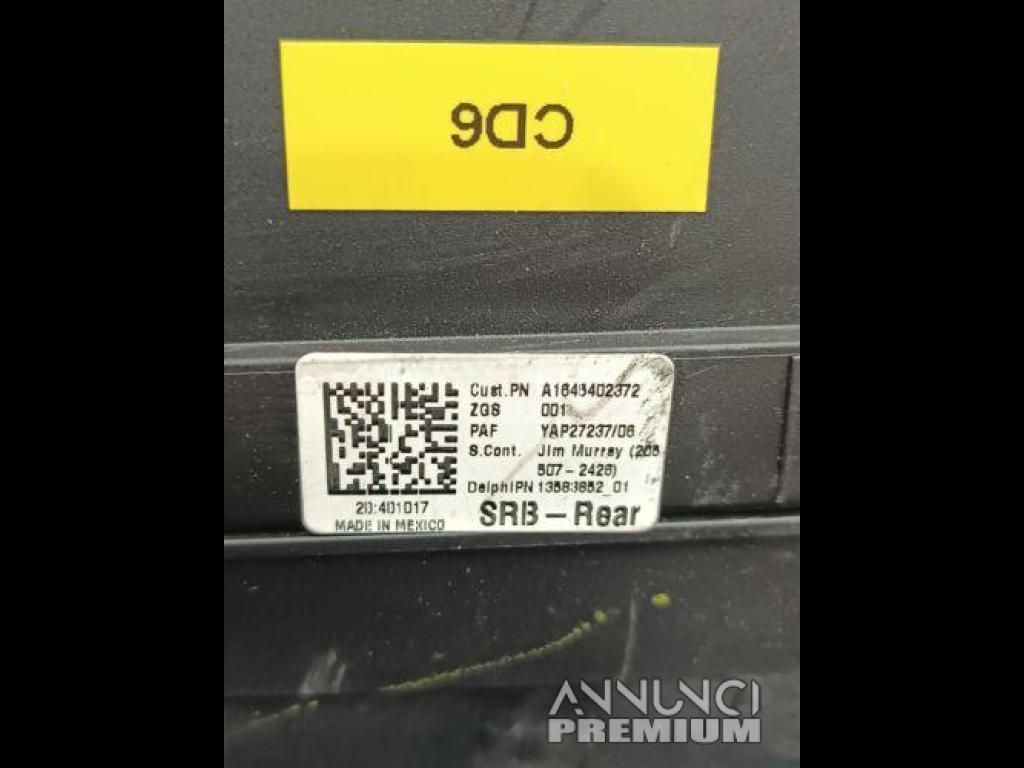 CD6
Cust.PN A1645402372
ZGS 001
PAF YAP27237/06
S.Cont. Jim Murray (205
507-2426)
DelphiPN 13583852_01
20:401017
MADE IN MEXICO
SRB-Rear
ANNUNCI
PREMIUM